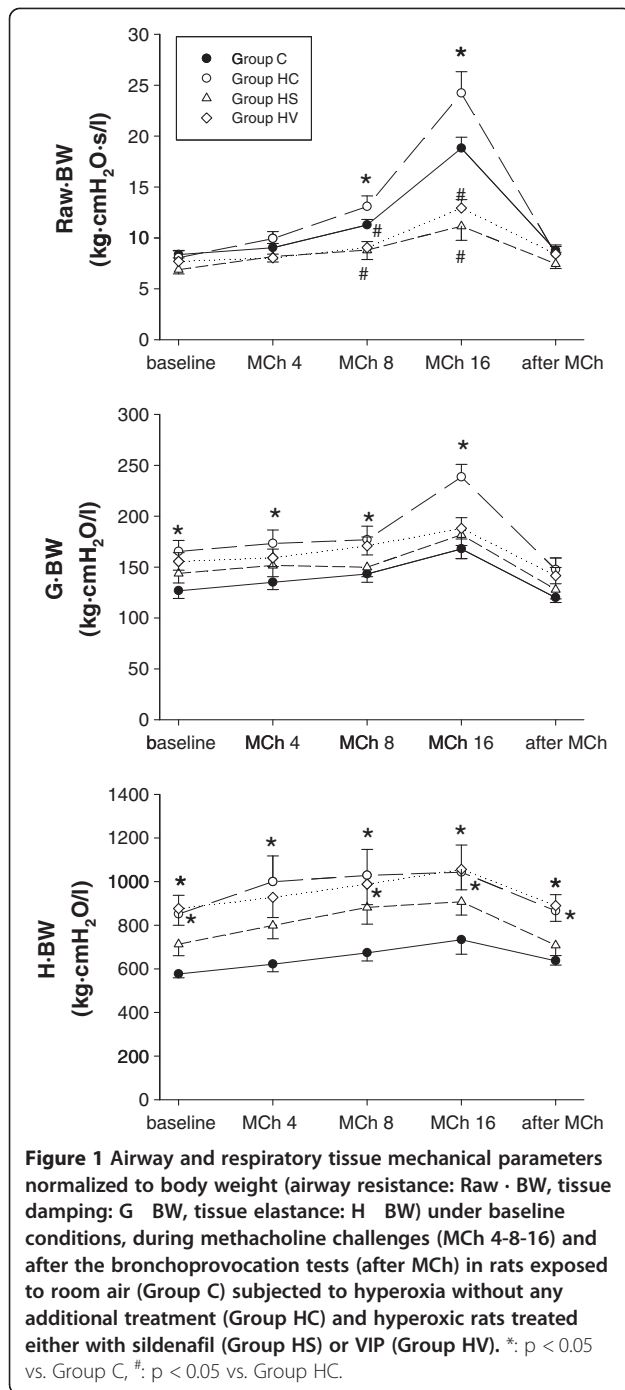 30
25
20
15
10
5
0
Raw·BW
(kg·cmH₂O·s/l)
Group C
Group HC
Group HS
Group HV
*
*
#
#
#
#
baseline MCh 4 MCh 8 MCh 16 after MCh
300
250
200
150
100
50
0
G·BW
(kg·cmH₂O/l)
*
*
*
*
baseline MCh 4 MCh 8 MCh 16 after MCh
1400
1200
1000
800
600
400
200
0
H·BW
(kg·cmH₂O/l)
*
*
*
*
*
*
*
*
*
baseline MCh 4 MCh 8 MCh 16 after MCh
Figure 1 Airway and respiratory tissue mechanical parameters
normalized to body weight (airway resistance: Raw · BW, tissue
damping: G BW, tissue elastance: H BW) under baseline
conditions, during methacholine challenges (MCh 4-8-16) and
after the bronchoprovocation tests (after MCh) in rats exposed
to room air (Group C) subjected to hyperoxia without any
additional treatment (Group HC) and hyperoxic rats treated
either with sildenafil (Group HS) or VIP (Group HV). *: p < 0.05
vs. Group C, #: p < 0.05 vs. Group HC.